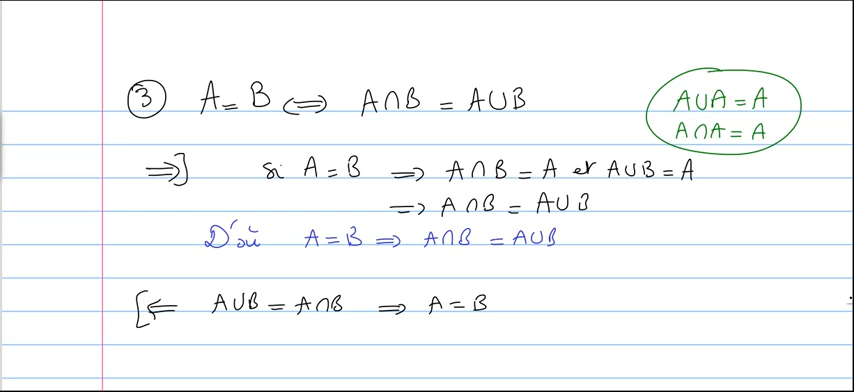 ③ A = B ⟺ A∩B = A∪B
A∪A = A
A∩A = A
⟹] si A = B ⟹ A∩B = A et A∪B = A
⟹ A∩B = A∪B
D'où A = B ⟹ A∩B = A∪B
[⟸ A∪B = A∩B ⟹ A = B